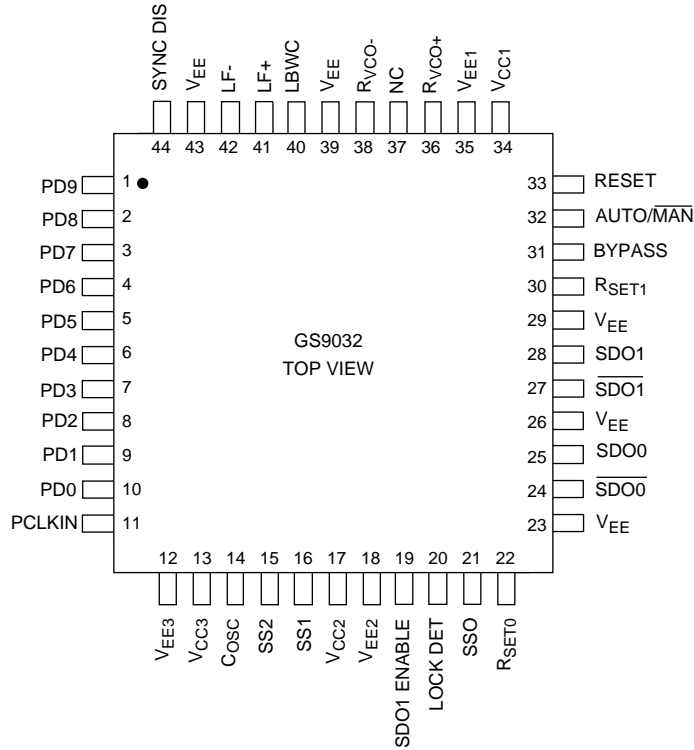 SYNC DIS
VEE
LF-
LF+
LBWC
VEE
RVCO-
NC
RVCO+
VEE1
VCC1
44 43 42 41 40 39 38 37 36 35 34
PD9 1 33 RESET
PD8 2 32 AUTO/MAN
PD7 3 31 BYPASS
PD6 4 30 RSET1
PD5 5 29 VEE
PD4 6 28 SDO1
PD3 7 27 SDO1
PD2 8 26 VEE
PD1 9 25 SDO0
PD0 10 24 SDO0
PCLKIN 11 23 VEE
GS9032
TOP VIEW
12 13 14 15 16 17 18 19 20 21 22
VEE3
VCC3
COSC
SS2
SS1
VCC2
VEE2
SDO1 ENABLE
LOCK DET
SSO
RSET0